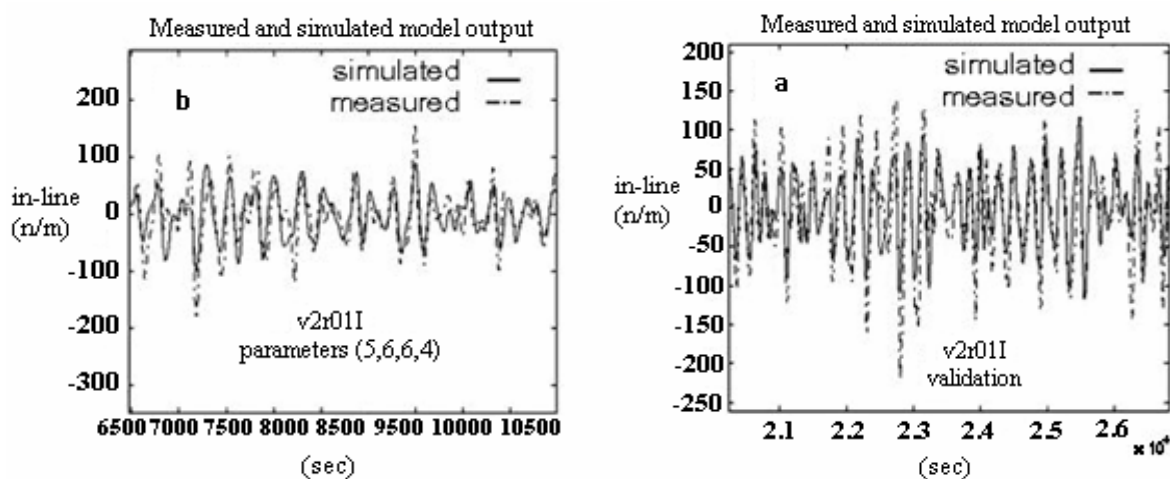 Measured and simulated model output
b
simulated
measured
200
100
0
-100
-200
-300
in-line
(n/m)
v2r01I
parameters (5,6,6,4)
6500 7000 7500 8000 8500 9500 10000 10500
(sec)
Measured and simulated model output
a
simulated
measured
200
150
100
50
0
-50
-100
-150
-200
-250
in-line
(n/m)
v2r01I
validation
2.1 2.2 2.3 2.4 2.5 2.6
(sec)